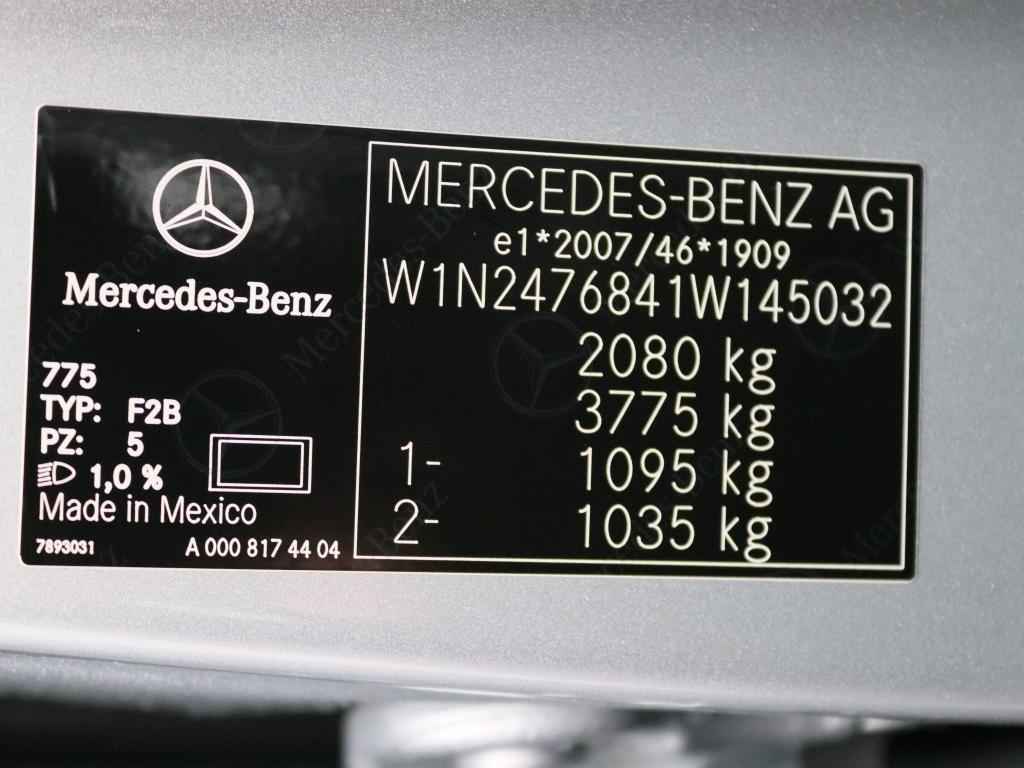 Mercedes-Benz
775
TYP: F2B
PZ: 5
1,0 %
Made in Mexico
7893031 A 000 817 44 04
MERCEDES-BENZ AG
e1*2007/46*1909
W1N2476841W145032
2080 kg
3775 kg
1- 1095 kg
2- 1035 kg